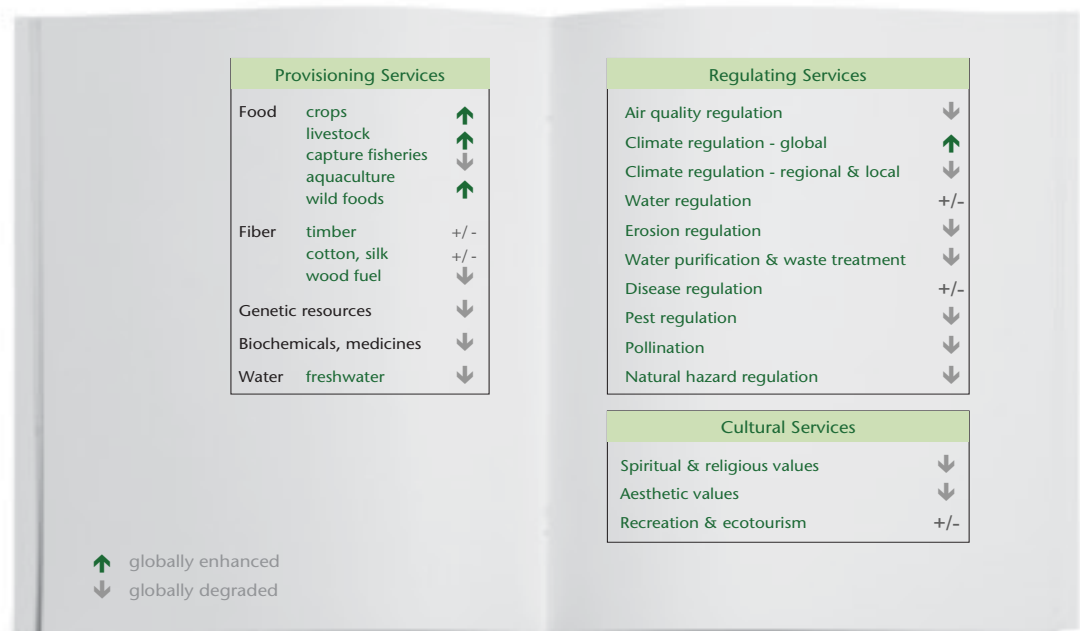 Provisioning Services
Food crops
livestock
capture fisheries
aquaculture
wild foods
Fiber timber +/ -
cotton, silk +/ -
wood fuel
Genetic resources
Biochemicals, medicines
Water freshwater
globally enhanced
globally degraded
Regulating Services
Air quality regulation
Climate regulation - global
Climate regulation - regional & local
Water regulation +/-
Erosion regulation
Water purification & waste treatment
Disease regulation +/-
Pest regulation
Pollination
Natural hazard regulation
Cultural Services
Spiritual & religious values
Aesthetic values
Recreation & ecotourism +/-